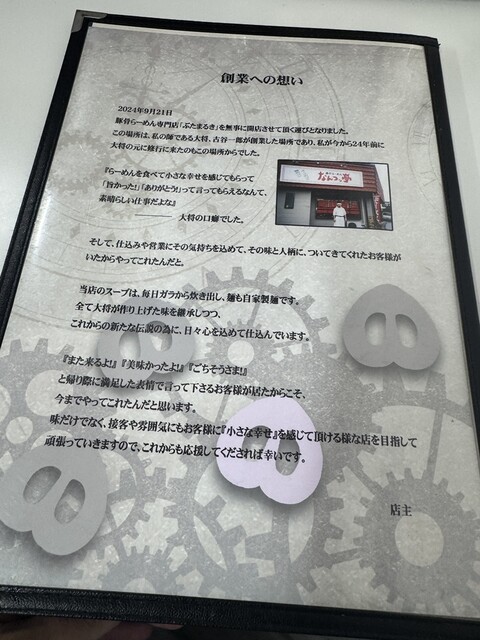 創業への想い
2024年9月21日
豚骨らーめん専門店「ぶたまるき」を無事に開店させて頂く運びとなりました。
この場所は、私の師である大将、古谷一郎が創業した場所であり、私が今から24年前に
大将の元に修行に来たのもこの場所からでした。
『らーめんを食べて小さな幸せを感じてもらって
「旨かった!」「ありがとう!」って言ってもらえるなんて、
素晴らしい仕事だよな』
大将の口癖でした。
なんつッ亭
そして、仕込みや営業にその気持ちを込めて、その味と人柄に、ついてきてくれたお客様が
いたからやってこれたんだと。
当店のスープは、毎日ガラから炊き出し、麺も自家製麺です。
全て大将が作り上げた味を継承しつつ、
これからの新たな伝説の為に、日々心を込めて仕込んでいます。
『また来るよ!』『美味かったよ!』『ごちそうさま!』
と帰り際に満足した表情で言って下さるお客様が居たからこそ、
今までやってこれたんだと思います。
味だけでなく、接客や雰囲気にもお客様に『小さな幸せ』を感じて頂ける様な店を目指して
頑張っていきますので、これからも応援してくだされば幸いです。
店主